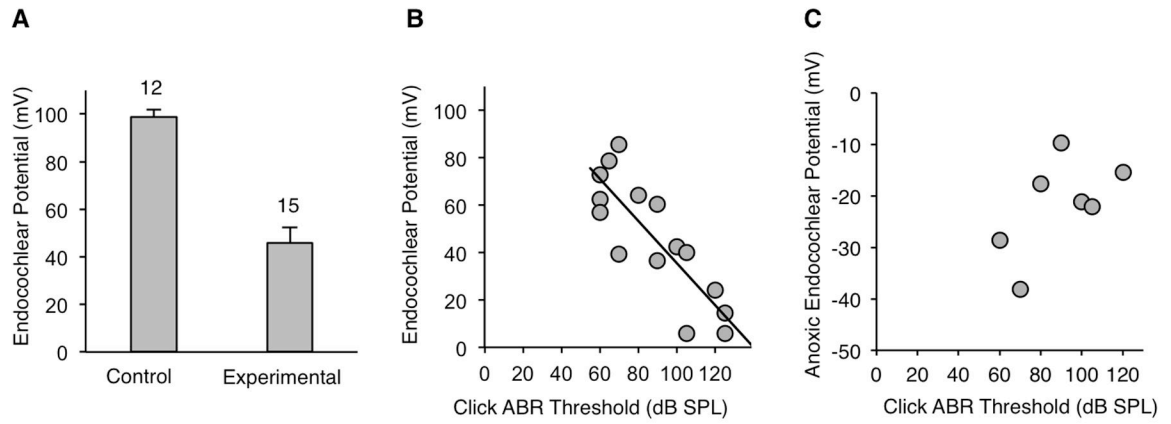 A
Endocochlear Potential (mV)
100
80
60
40
20
0
12
15
Control
Experimental
B
Endocochlear Potential (mV)
100
80
60
40
20
0
0 20 40 60 80 100 120
Click ABR Threshold (dB SPL)
C
Anoxic Endocochlear Potential (mV)
0
-10
-20
-30
-40
-50
0 20 40 60 80 100 120
Click ABR Threshold (dB SPL)